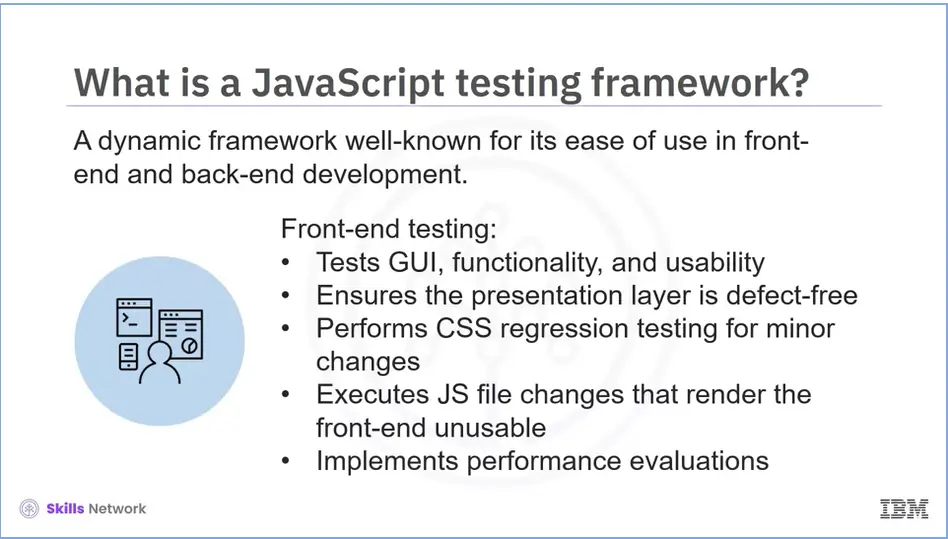 What is a JavaScript testing framework?
A dynamic framework well-known for its ease of use in front-
end and back-end development.
Front-end testing:
• Tests GUI, functionality, and usability
• Ensures the presentation layer is defect-free
• Performs CSS regression testing for minor
changes
• Executes JS file changes that render the
front-end unusable
• Implements performance evaluations
Skills Network
IBM